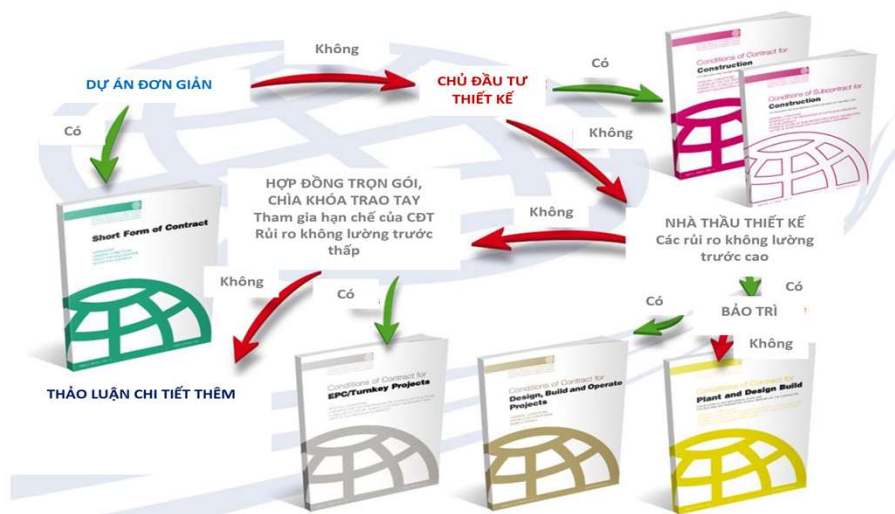 Không
Có
DỰ ÁN ĐƠN GIẢN
CHỦ ĐẦU TƯ
THIẾT KẾ
Conditions of Contract for
Construction
Conditions of Subcontract for
Construction
Có
Không
HỢP ĐỒNG TRỌN GÓI,
CHÌA KHÓA TRAO TAY
Tham gia hạn chế của CĐT
Rủi ro không lường trước
thấp
Không
NHÀ THẦU THIẾT KẾ
Các rủi ro không lường
trước cao
Short Form of Contract
Không
Có
Có
Có
BẢO TRÌ
Không
THẢO LUẬN CHI TIẾT THÊM
Conditions of Contract for
EPC/Turnkey Projects
Conditions of Contract for
Design, Build and Operate
Projects
Conditions of Contract for
Plant and Design Build